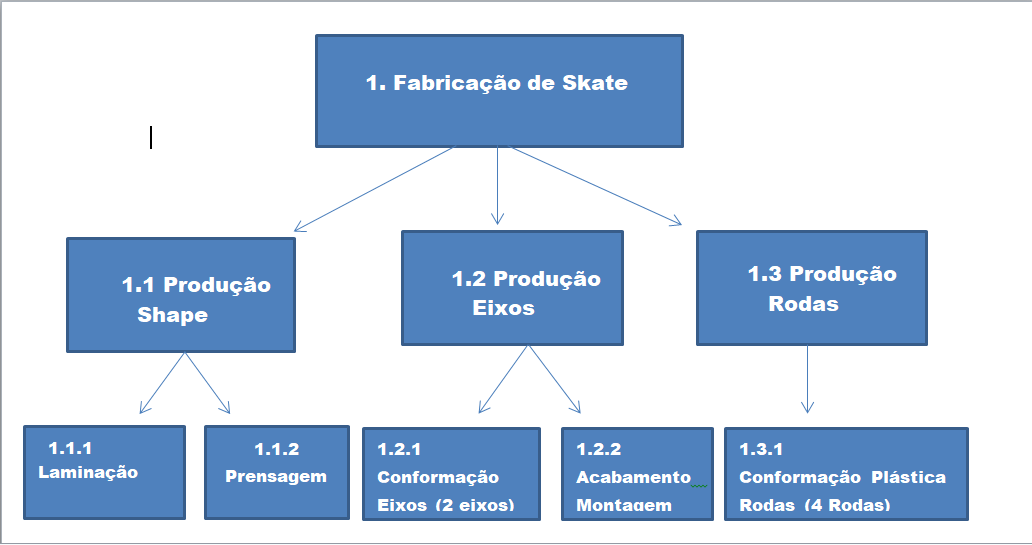 1. Fabricação de Skate
1.1 Produção
Shape
1.2 Produção
Eixos
1.3 Produção
Rodas
1.1.1
Laminação
1.1.2
Prensagem
1.2.1
Conformação
Eixos (2 eixos)
1.2.2
Acabamento
Montagem
1.3.1
Conformação Plástica
Rodas (4 Rodas)